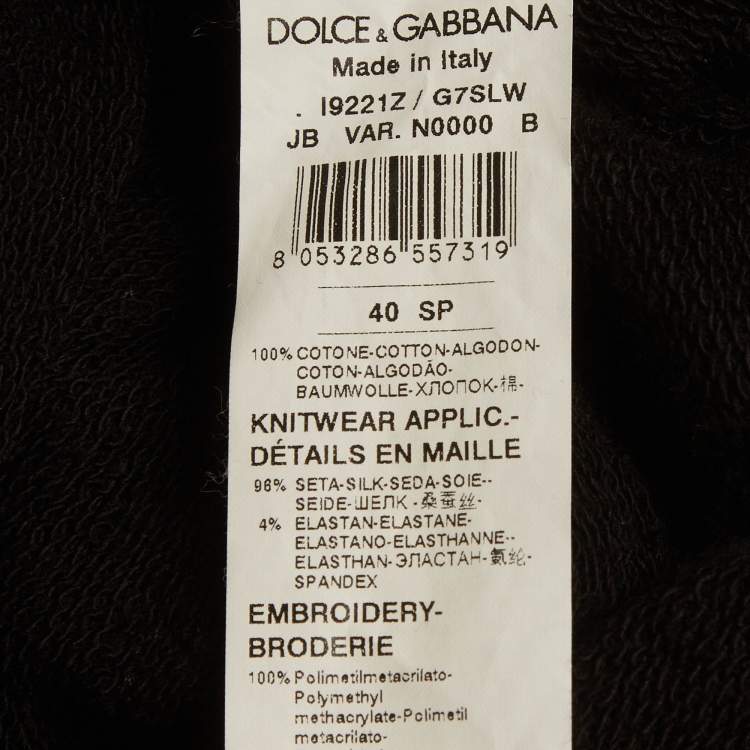 DOLCE & GABBANA
Made in Italy
. I9221Z / G7SLW
JB VAR. N0000 B
8 053286 557319
40 SP
100% COTONE-COTTON-ALGODON-
COTON-ALGODÃO-
BAUMWOLLE-ХЛОПОК-棉-
KNITWEAR APPLIC.-
DÉTAILS EN MAILLE
96% SETA-SILK-SEDA-SOIE--
SEIDE-ШЕЛК-桑蚕丝-
4% ELASTAN-ELASTANE-
ELASTANO-ELASTHANNE--
ELASTHAN-ЭЛАСТАН-氨纶-
SPANDEX
EMBROIDERY-
BRODERIE
100% Polimetilmetacrilato-
Polymethyl
methacrylate-Polimetil
metacrilato-